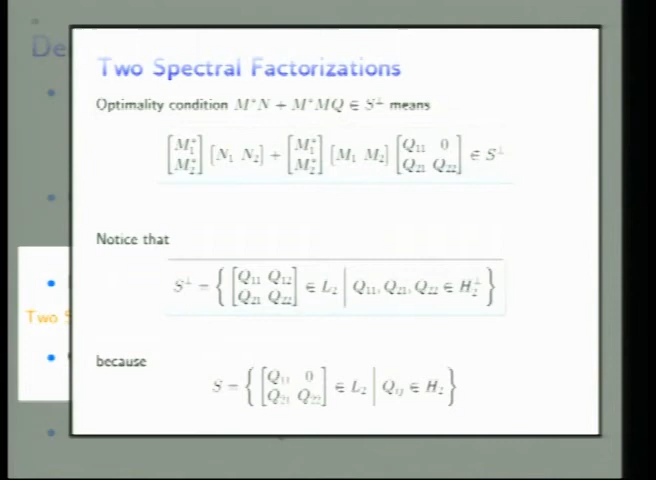 De
Two Spectral Factorizations
Optimality condition M*N + M*MQ ∈ S⊥ means
[M₁* ; M₂*] [N₁ N₂] + [M₁* ; M₂*] [M₁ M₂] [Q₁₁ 0 ; Q₂₁ Q₂₂] ∈ S⊥
Notice that
S⊥ = { [Q₁₁ Q₁₂ ; Q₂₁ Q₂₂] ∈ L₂ | Q₁₁, Q₂₁, Q₂₂ ∈ H₂⊥ }
Two S
because
S = { [Q₁₁ 0 ; Q₂₁ Q₂₂] ∈ L₂ | Qᵢⱼ ∈ H₂ }